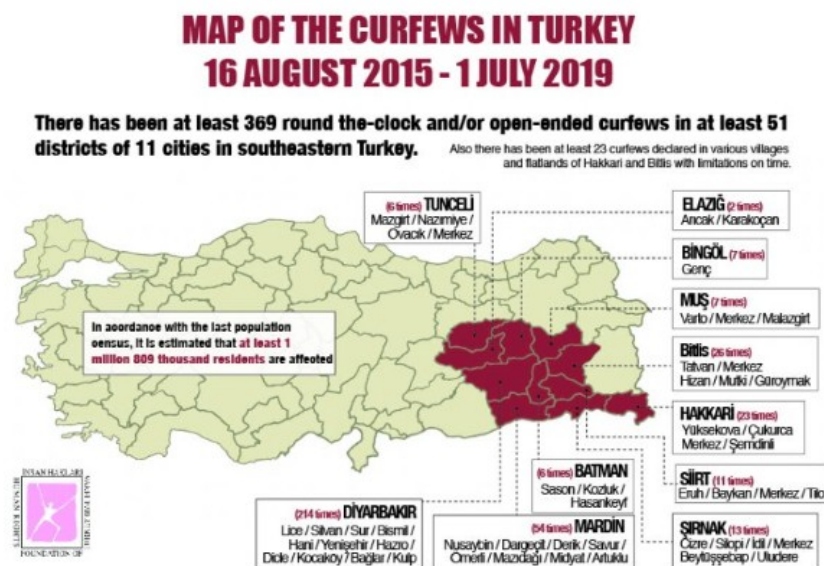 MAP OF THE CURFEWS IN TURKEY
16 AUGUST 2015 - 1 JULY 2019
There has been at least 369 round the-clock and/or open-ended curfews in at least 51
districts of 11 cities in southeastern Turkey.
Also there has been at least 23 curfews declared in various villages
and flatlands of Hakkari and Bitlis with limitations on time.
(6 times) TUNCELİ
Mazgirt / Nazımiye /
Ovacık / Merkez
ELAZIĞ (2 times)
Arıcak / Karakoçan
BİNGÖL (7 times)
Genç
MUŞ (7 times)
Varto / Merkez / Malazgirt
Bitlis (26 times)
Tatvan / Merkez
Hizan / Mutki / Güroymak
HAKKARİ (23 times)
Yüksekova / Çukurca
Merkez / Şemdinli
SİİRT (11 times)
Eruh / Baykan / Merkez / Tilo
ŞIRNAK (13 times)
Cizre / Silopi / İdil / Merkez
Beytüşşebap / Uludere
In acordance with the last population
census, it is estimated that at least 1
million 809 thousand residents are affected
(6 times) BATMAN
Sason / Kozluk /
Hasankeyf
(214 times) DİYARBAKIR
Lice / Silvan / Sur / Bismil /
Hani / Yenişehir / Hazro /
Dicle / Kocaköy / Bağlar / Kulp
(54 times) MARDİN
Nusaybin / Dargeçit / Derik / Savur /
Ömerli / Mazıdağı / Midyat / Artuklu
İNSAN HAKLARI
VAKFI
HUMAN RIGHTS
FOUNDATION OF